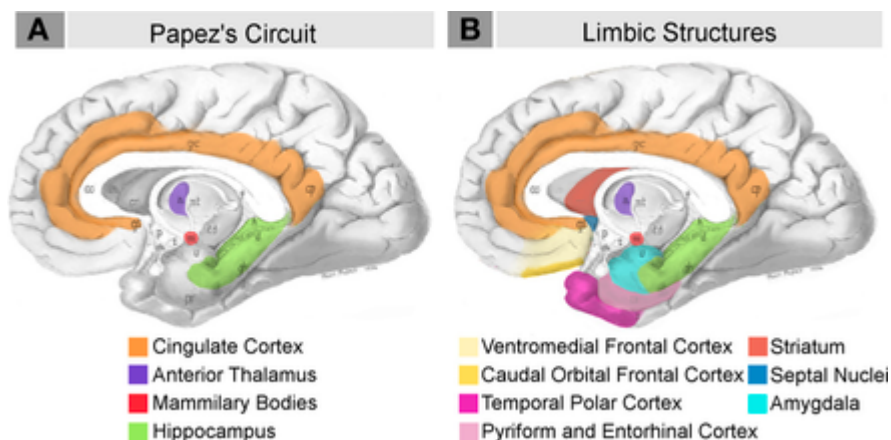 A Papez's Circuit
B Limbic Structures
Cingulate Cortex
Anterior Thalamus
Mammilary Bodies
Hippocampus
Ventromedial Frontal Cortex
Caudal Orbital Frontal Cortex
Temporal Polar Cortex
Pyriform and Entorhinal Cortex
Striatum
Septal Nuclei
Amygdala